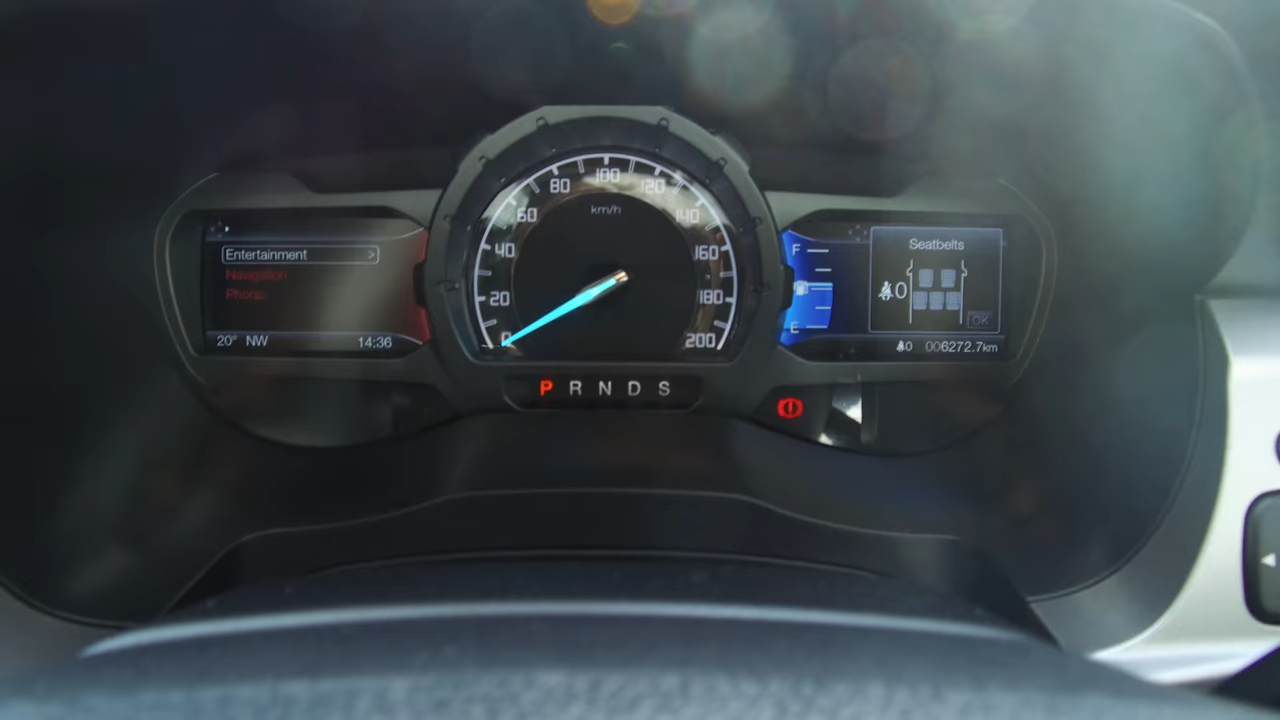 Entertainment >
Navigation
Phone
20° NW 14:36
0 20 40 60 80 100 120 140 160 180 200
km/h
P R N D S
F
E
Seatbelts
0
OK
0 006272.7km